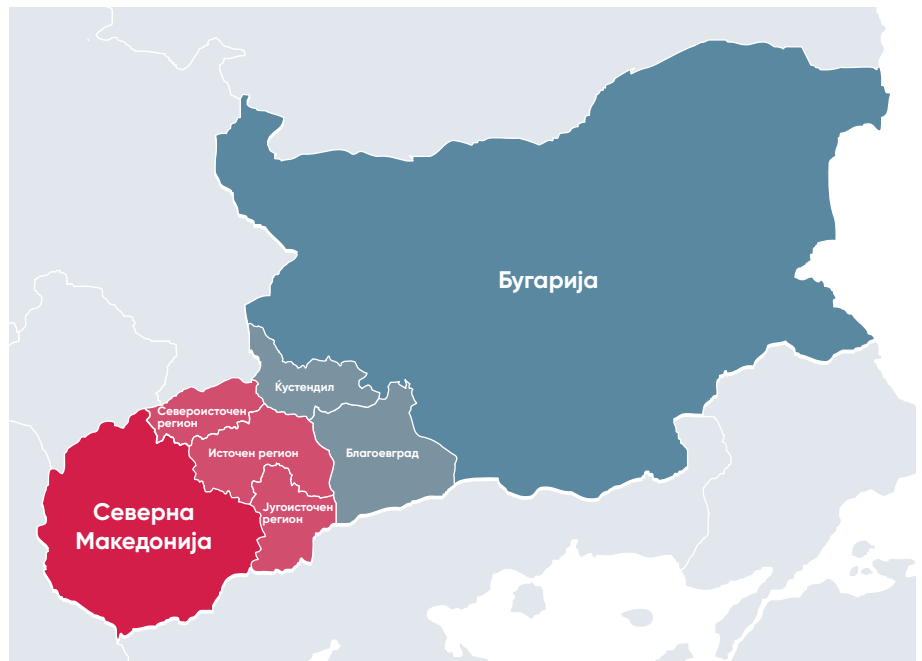 Бугарија
Ќустендил
Североисточен
регион
Источен регион
Благоевград
Југоисточен
регион
Северна
Македонија